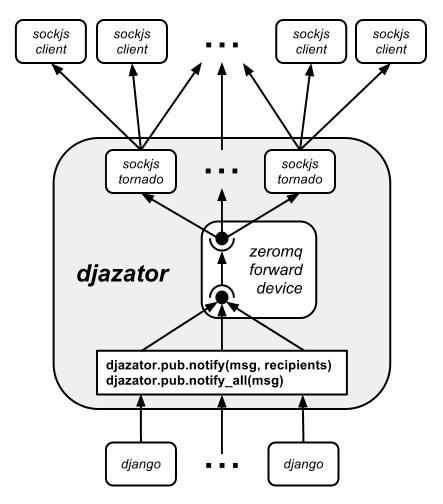 sockjs
client
sockjs
client
...
sockjs
client
sockjs
client
sockjs
tornado
...
sockjs
tornado
djazator
zeromq
forward
device
djazator.pub.notify(msg, recipients)
djazator.pub.notify_all(msg)
django
...
django